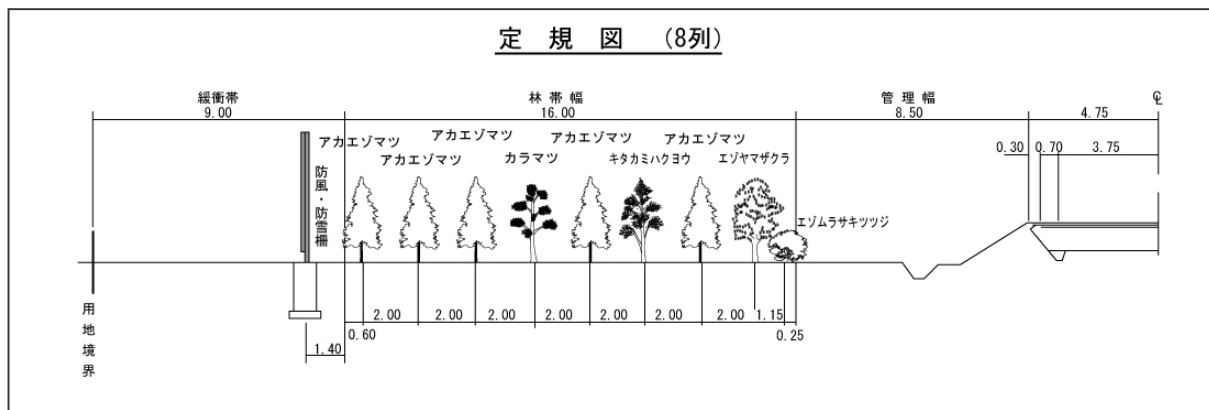 定規図 (8列)
緩衝帯 林帯幅 管理幅 ℄
9.00 16.00 8.50 4.75
アカエゾマツ アカエゾマツ アカエゾマツ アカエゾマツ
アカエゾマツ カラマツ キタカミハクヨウ エゾヤマザクラ
0.30 0.70 3.75
防風・防雪柵
エゾムラサキツツジ
用地境界
2.00 2.00 2.00 2.00 2.00 2.00 2.00 1.15
0.60 0.25
1.40